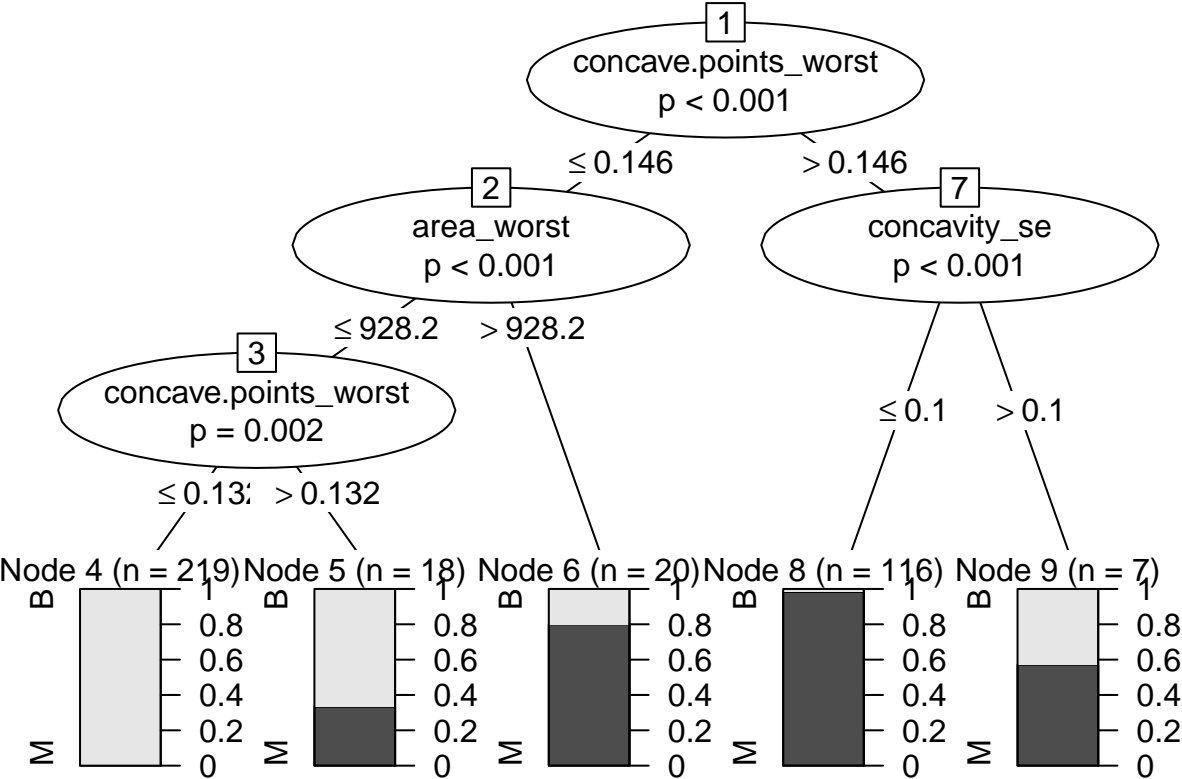 1
concave.points_worst
p < 0.001
≤ 0.146
> 0.146
2
area_worst
p < 0.001
7
concavity_se
p < 0.001
≤ 928.2
> 928.2
3
concave.points_worst
p = 0.002
≤ 0.1
> 0.1
> 0.132
Node 4 (n = 219)
B
M
1
0.8
0.6
0.4
0.2
0
Node 5 (n = 18)
B
M
1
0.8
0.6
0.4
0.2
0
Node 6 (n = 20)
B
M
1
0.8
0.6
0.4
0.2
0
Node 8 (n = 116)
B
M
1
0.8
0.6
0.4
0.2
0
Node 9 (n = 7)
B
M
1
0.8
0.6
0.4
0.2
0